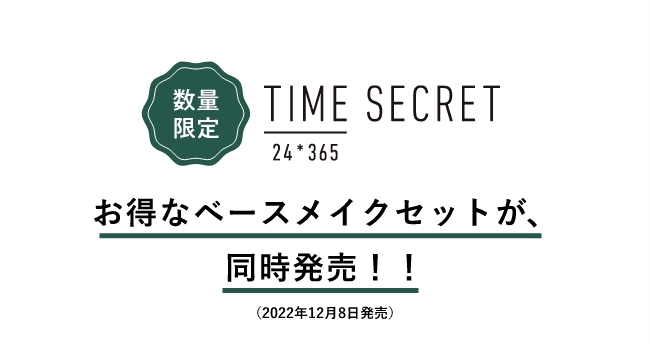 数量
限定
TIME SECRET
24*365
お得なベースメイクセットが、
同時発売！！
（2022年12月8日発売）